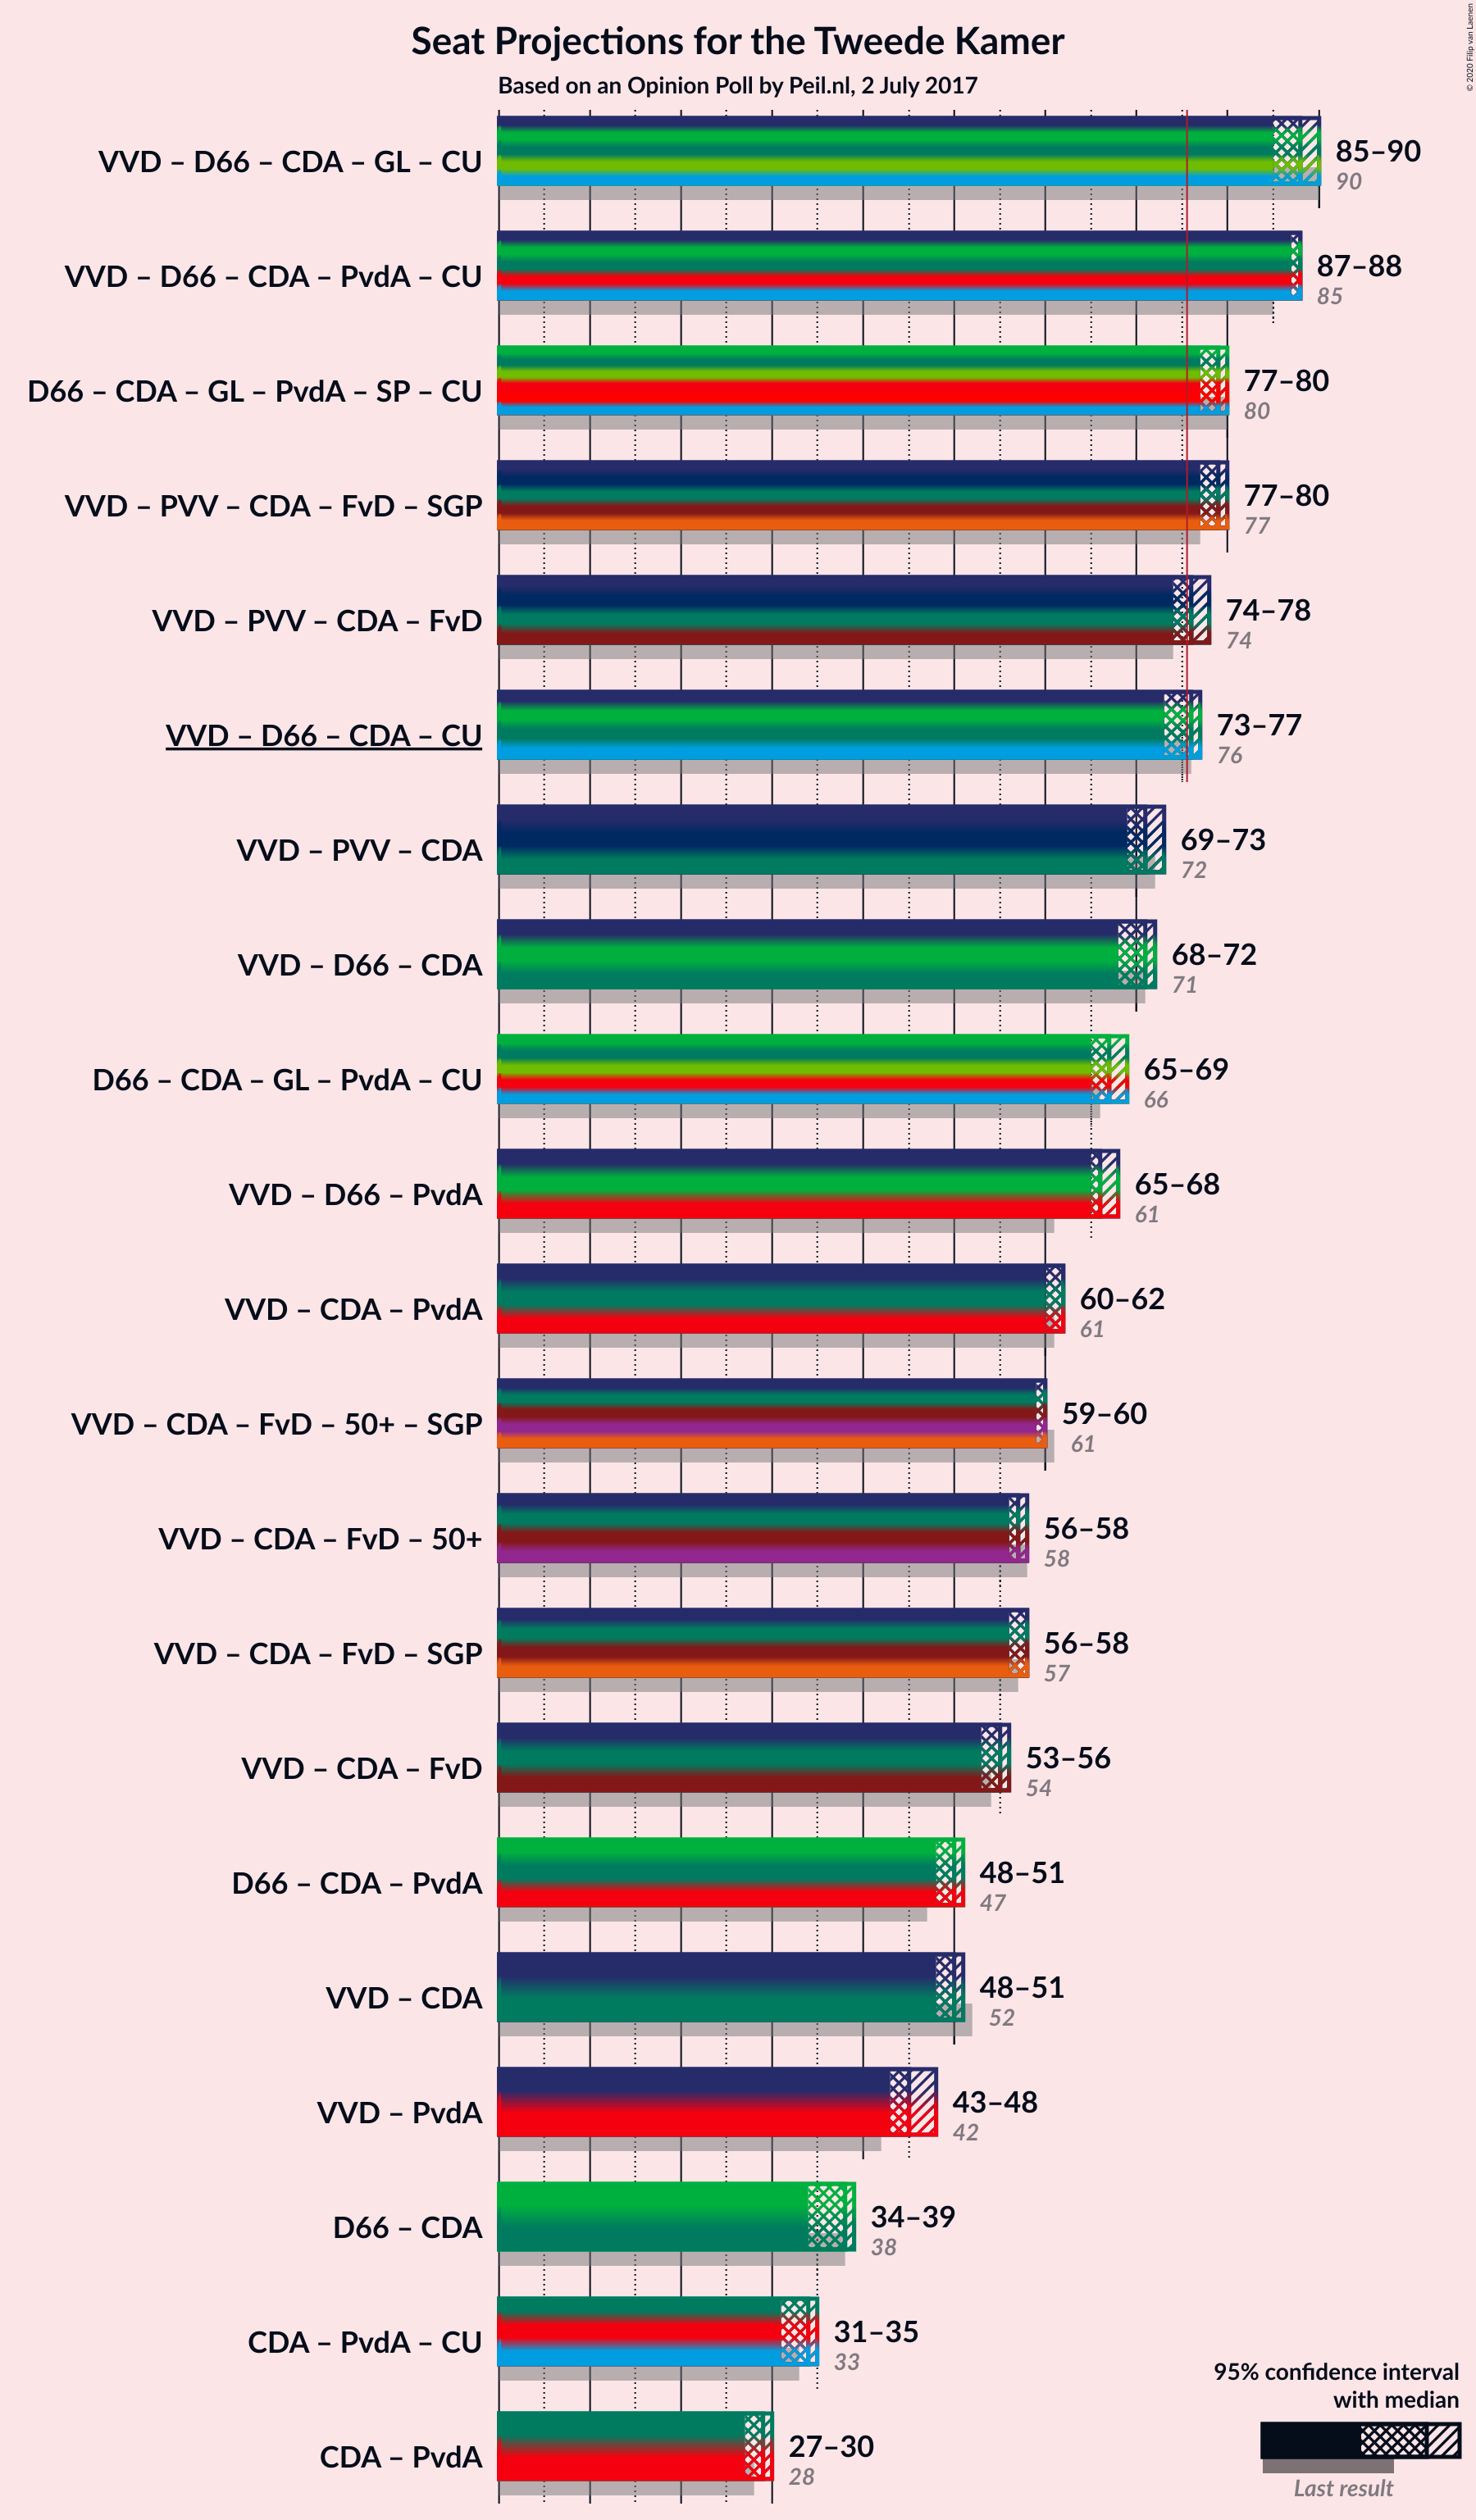 Seat Projections for the Tweede Kamer
Based on an Opinion Poll by Peil.nl, 2 July 2017
© 2020 Filip van Laenen
VVD – D66 – CDA – GL – CU
85–90
90
VVD – D66 – CDA – PvdA – CU
87–88
85
D66 – CDA – GL – PvdA – SP – CU
77–80
80
VVD – PVV – CDA – FvD – SGP
77–80
77
VVD – PVV – CDA – FvD
74–78
74
VVD – D66 – CDA – CU
73–77
76
VVD – PVV – CDA
69–73
72
VVD – D66 – CDA
68–72
71
D66 – CDA – GL – PvdA – CU
65–69
66
VVD – D66 – PvdA
65–68
61
VVD – CDA – PvdA
60–62
61
VVD – CDA – FvD – 50+ – SGP
59–60
61
VVD – CDA – FvD – 50+
56–58
58
VVD – CDA – FvD – SGP
56–58
57
VVD – CDA – FvD
53–56
54
D66 – CDA – PvdA
48–51
47
VVD – CDA
48–51
52
VVD – PvdA
43–48
42
D66 – CDA
34–39
38
CDA – PvdA – CU
31–35
33
CDA – PvdA
27–30
28
95% confidence interval
with median
Last result